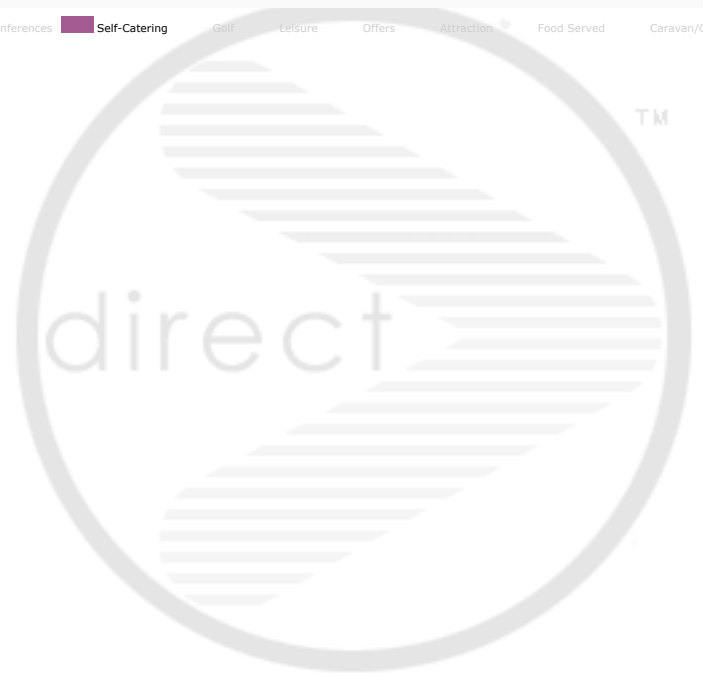 nferences Self-Catering Golf Leisure Offers Attraction Food Served Caravan/C
TM
direct